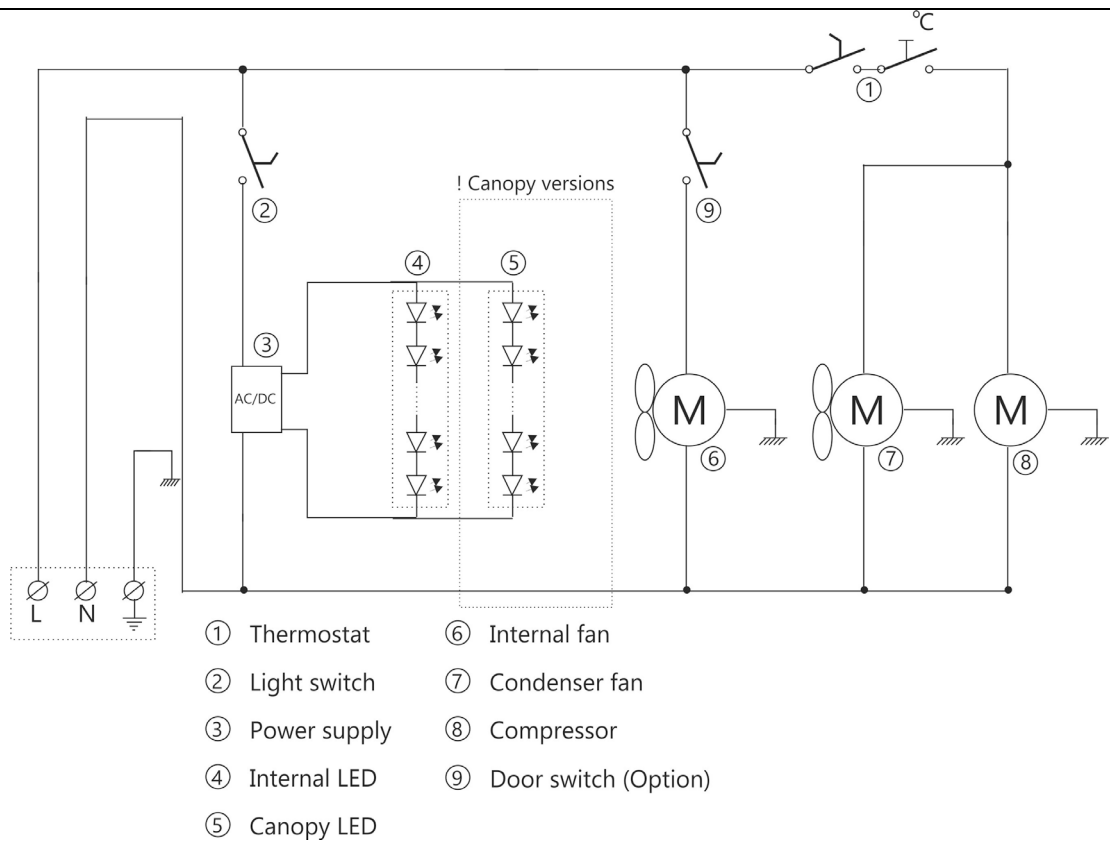 °C
①
②
! Canopy versions
⑨
④
⑤
③
AC/DC
M
M
M
⑥
⑦
⑧
L
N
① Thermostat
⑥ Internal fan
② Light switch
⑦ Condenser fan
③ Power supply
⑧ Compressor
④ Internal LED
⑨ Door switch (Option)
⑤ Canopy LED